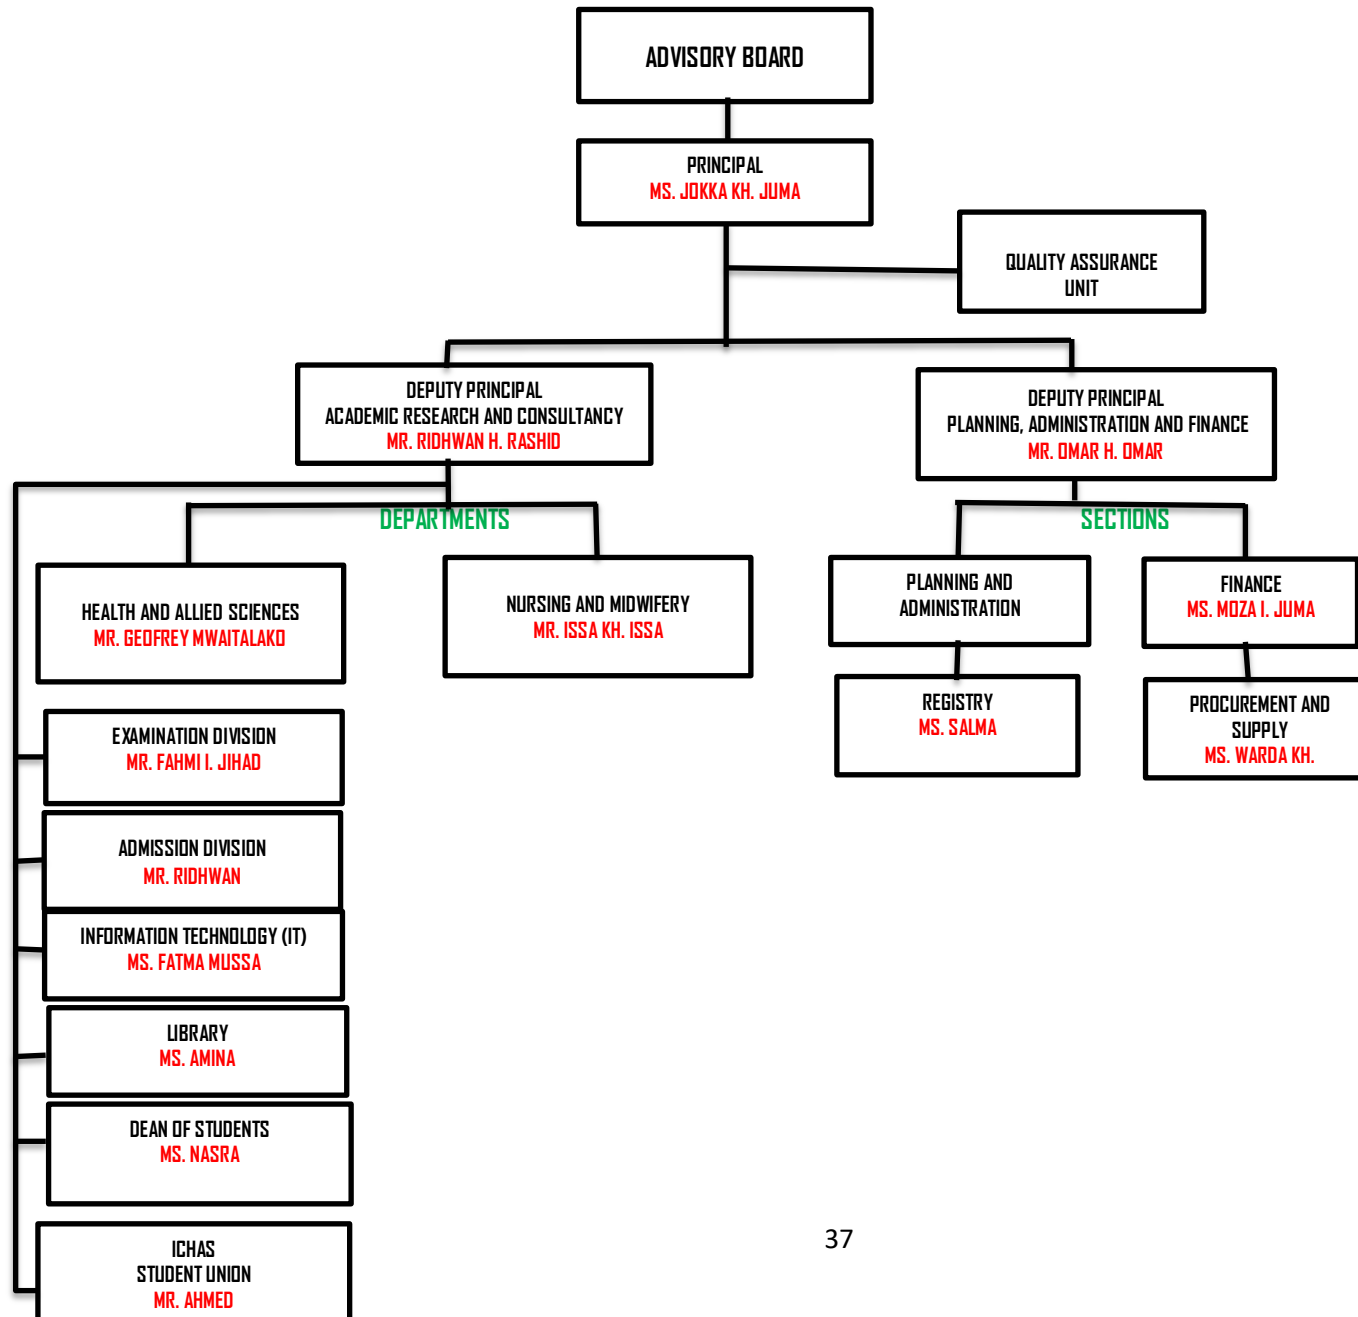 ADVISORY BOARD
PRINCIPAL
MS. JOKKA KH. JUMA
QUALITY ASSURANCE
UNIT
DEPUTY PRINCIPAL
ACADEMIC RESEARCH AND CONSULTANCY
MR. RIDHWAN H. RASHID
DEPUTY PRINCIPAL
PLANNING, ADMINISTRATION AND FINANCE
MR. OMAR H. OMAR
DEPARTMENTS
SECTIONS
HEALTH AND ALLIED SCIENCES
MR. GEOFREY MWAITALAKO
NURSING AND MIDWIFERY
MR. ISSA KH. ISSA
PLANNING AND
ADMINISTRATION
FINANCE
MS. MOZA I. JUMA
REGISTRY
MS. SALMA
PROCUREMENT AND
SUPPLY
MS. WARDA KH.
EXAMINATION DIVISION
MR. FAHMI I. JIHAD
ADMISSION DIVISION
MR. RIDHWAN
INFORMATION TECHNOLOGY (IT)
MS. FATMA MUSSA
LIBRARY
MS. AMINA
DEAN OF STUDENTS
MS. NASRA
ICHAS
STUDENT UNION
MR. AHMED
37